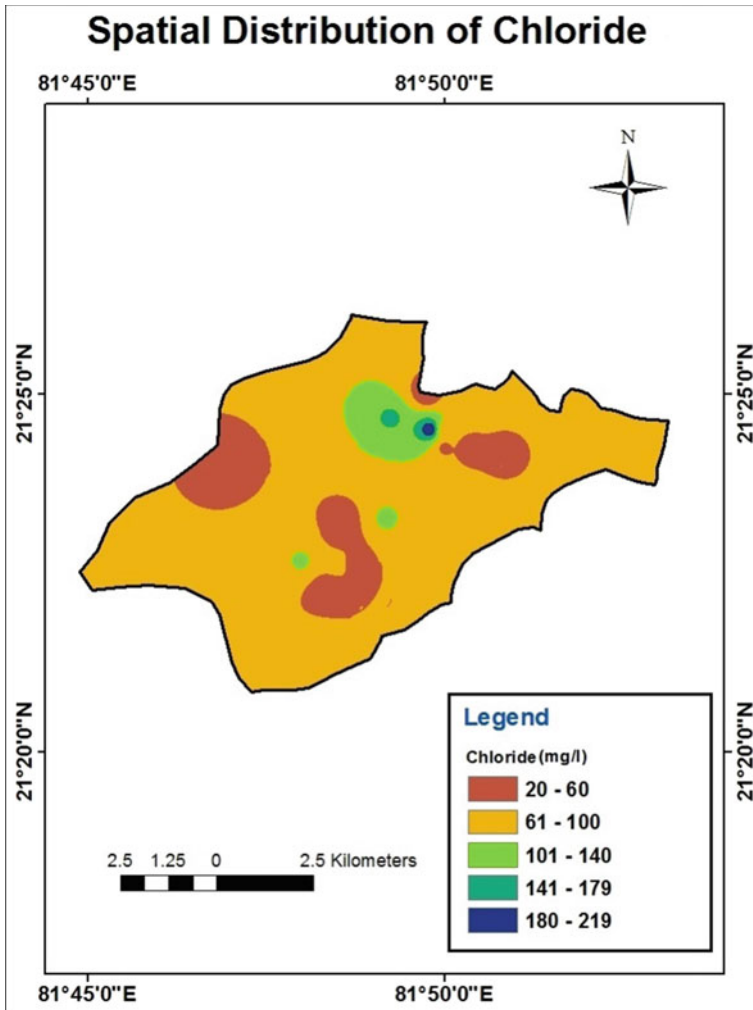 Spatial Distribution of Chloride
81°45'0"E 81°50'0"E
N
21°25'0"N 21°25'0"N
21°20'0"N 21°20'0"N
Legend
Chloride(mg/l)
20 - 60
61 - 100
101 - 140
141 - 179
180 - 219
2.5 1.25 0 2.5 Kilometers
81°45'0"E 81°50'0"E